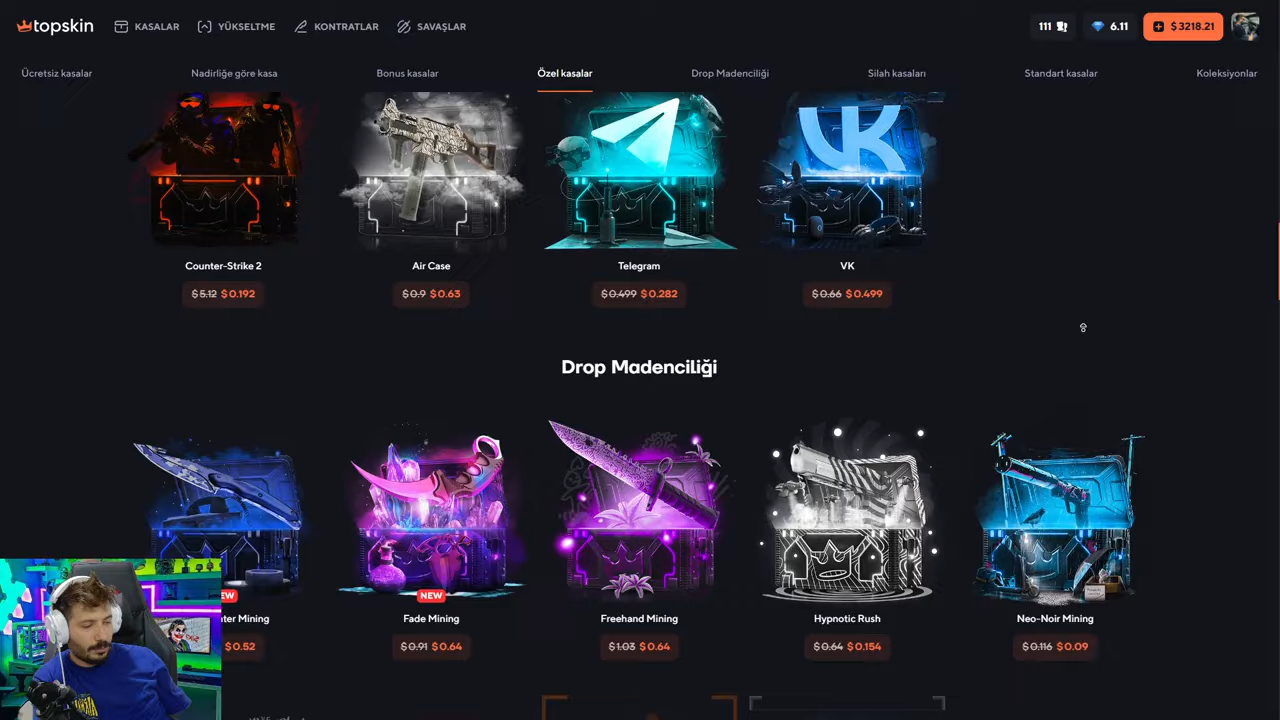 topskin
KASALAR
YÜKSELTME
KONTRATLAR
SAVAŞLAR
111
6.11
$3218.21
Ücretsiz kasalar
Nadirliğe göre kasa
Bonus kasalar
Özel kasalar
Drop Madenciliği
Silah kasaları
Standart kasalar
Koleksiyonlar
VK
Counter-Strike 2
Air Case
Telegram
VK
$5.12 $0.192
$0.9 $0.63
$0.499 $0.282
$0.66 $0.499
Drop Madenciliği
NEW
Mining
Fade Mining
Freehand Mining
Hypnotic Rush
Neo-Noir Mining
$0.52
$0.91 $0.64
$1.03 $0.64
$0.64 $0.154
$0.116 $0.09